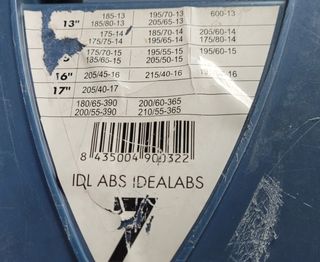 185-13 195/70-13 600-13
13" 185/80-13 205/65-13
175-14 185/70-14 205/60-14
175/75-14 195/65-14 175/80-14
175/70-15 195/55-15 195/60-15
185/65-15 205/50-15
16" 205/45-16 215/40-16 -16
17" 205/40-17
180/65-390 200/60-365
200/55-390 210/55-365
8 435004 900322
IDL ABS IDEALABS